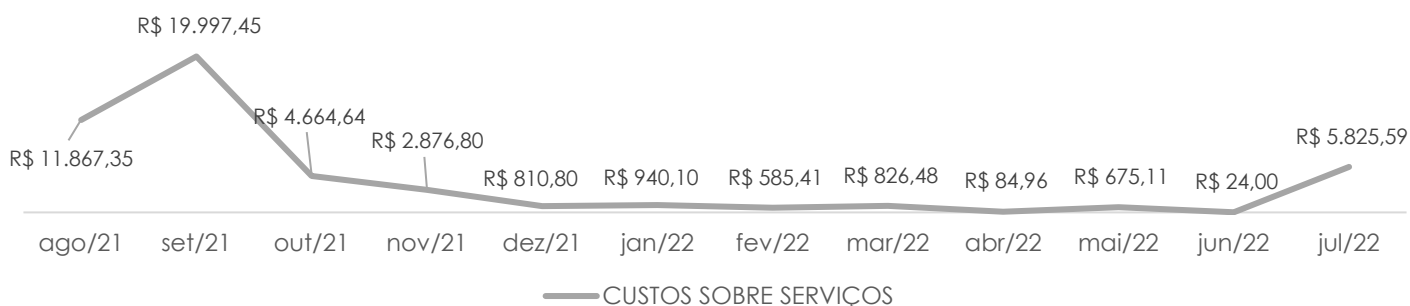 R$ 19.997,45
R$ 4.664,64
R$ 2.876,80
R$ 5.825,59
R$ 11.867,35
R$ 810,80 R$ 940,10 R$ 585,41 R$ 826,48 R$ 84,96 R$ 675,11 R$ 24,00
ago/21 set/21 out/21 nov/21 dez/21 jan/22 fev/22 mar/22 abr/22 mai/22 jun/22 jul/22
CUSTOS SOBRE SERVIÇOS